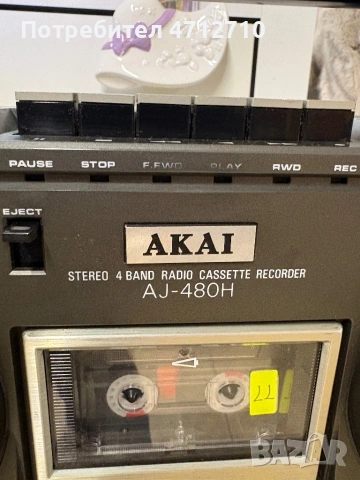 Потребител 4712710
PAUSE STOP F.FWD PLAY RWD REC
EJECT
AKAI
STEREO 4 BAND RADIO CASSETTE RECORDER
AJ-480H
BAZAR